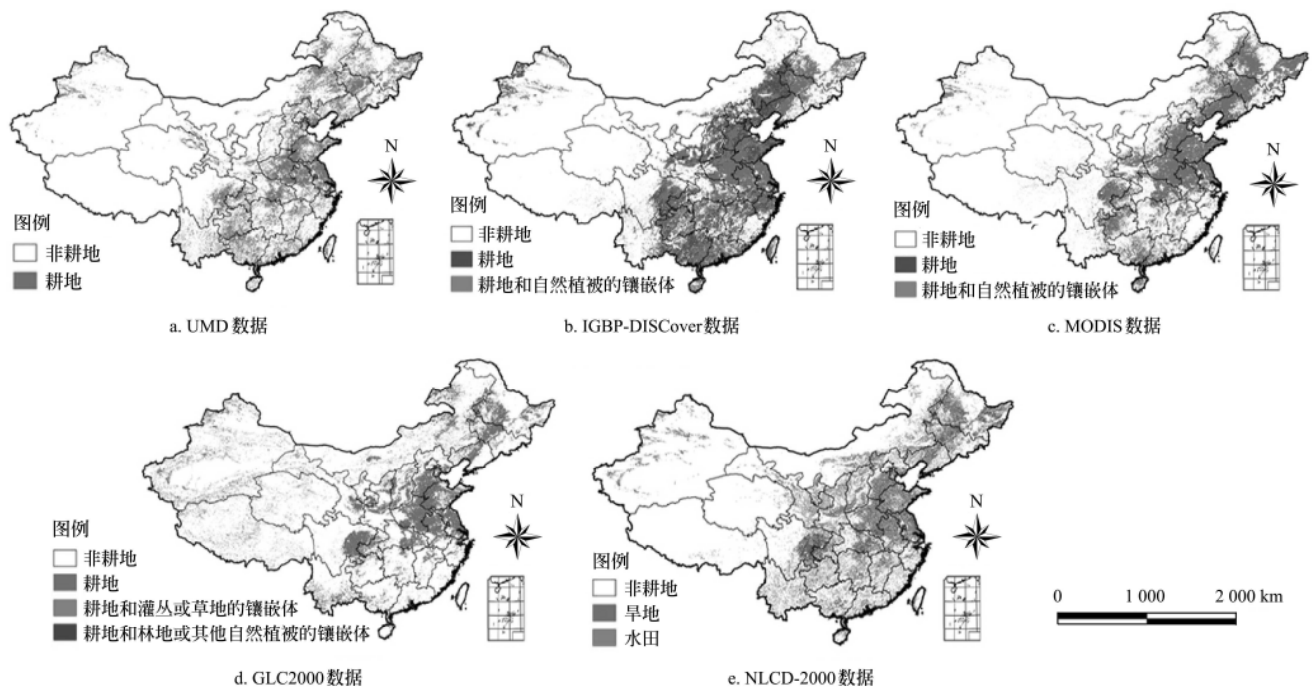 N
图例
非耕地
耕地
a. UMD 数据
N
图例
非耕地
耕地
耕地和自然植被的镶嵌体
b. IGBP-DISCover数据
N
图例
非耕地
耕地
耕地和自然植被的镶嵌体
c. MODIS 数据
N
图例
非耕地
耕地
耕地和灌丛或草地的镶嵌体
耕地和林地或其他自然植被的镶嵌体
d. GLC2000 数据
N
图例
非耕地
旱地
水田
e. NLCD-2000 数据
0 1 000 2 000 km